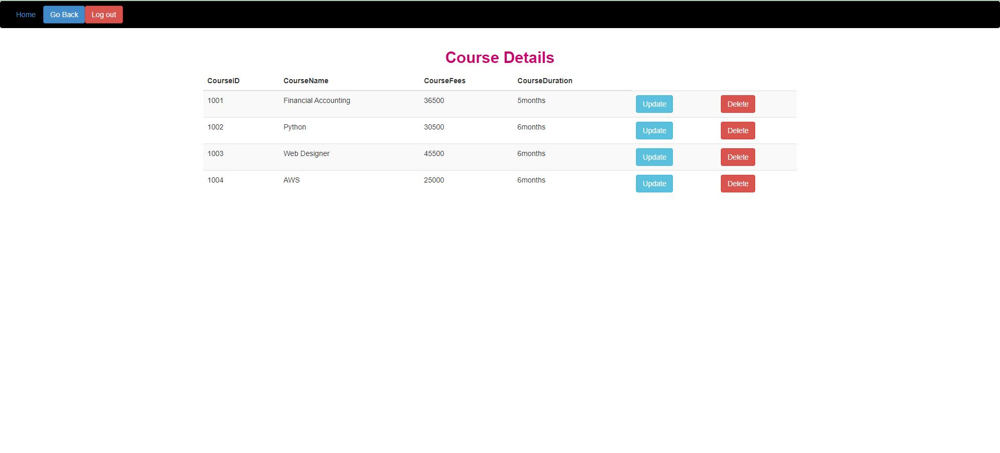 Home Go Back Log out
Course Details
CourseID CourseName CourseFees CourseDuration
1001 Financial Accounting 36500 5months Update Delete
1002 Python 30500 6months Update Delete
1003 Web Designer 45500 6months Update Delete
1004 AWS 25000 6months Update Delete